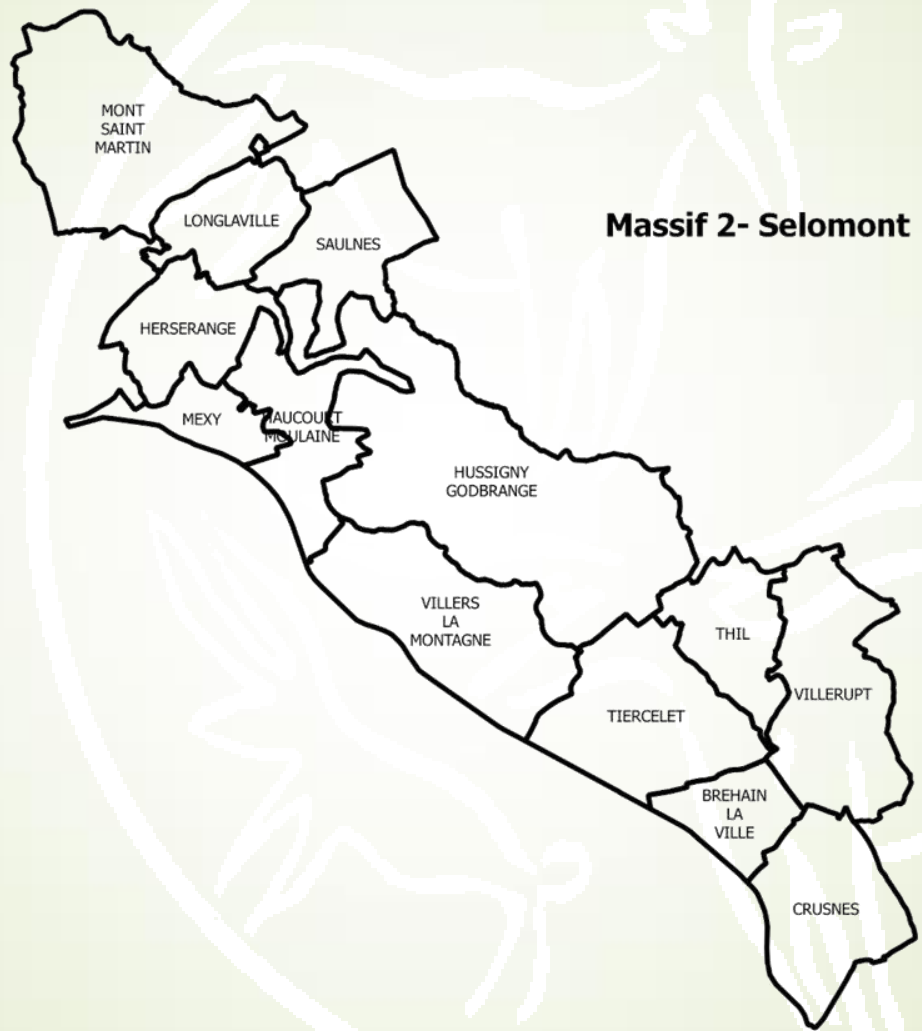 MONT
SAINT
MARTIN
LONGLAVILLE
SAULNES
Massif 2- Selomont
HERSERANGE
MEXY
HAUCOURT
MOULAINE
HUSSIGNY
GODBRANGE
VILLERS
LA
MONTAGNE
THIL
VILLERUPT
TIERCELET
BREHAIN
LA
VILLE
CRUSNES